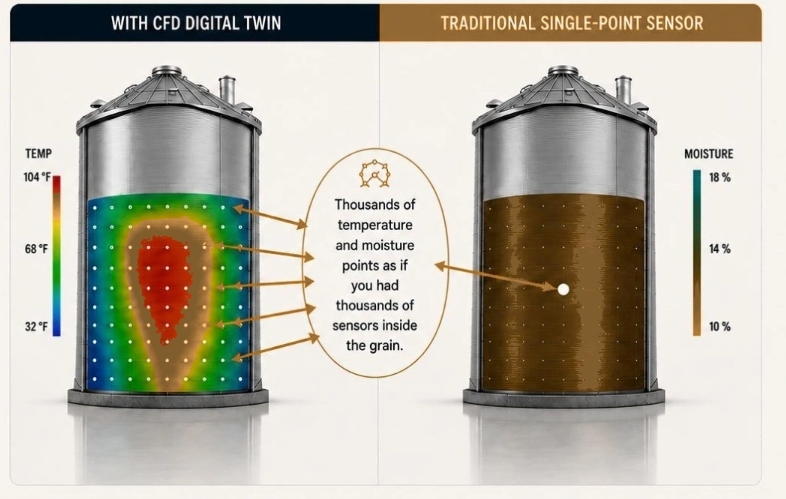 WITH CFD DIGITAL TWIN
TRADITIONAL SINGLE-POINT SENSOR
TEMP
104 °F
68 °F
32 °F
Thousands of
temperature
and moisture
points as if
you had
thousands of
sensors inside
the grain.
MOISTURE
18 %
14 %
10 %